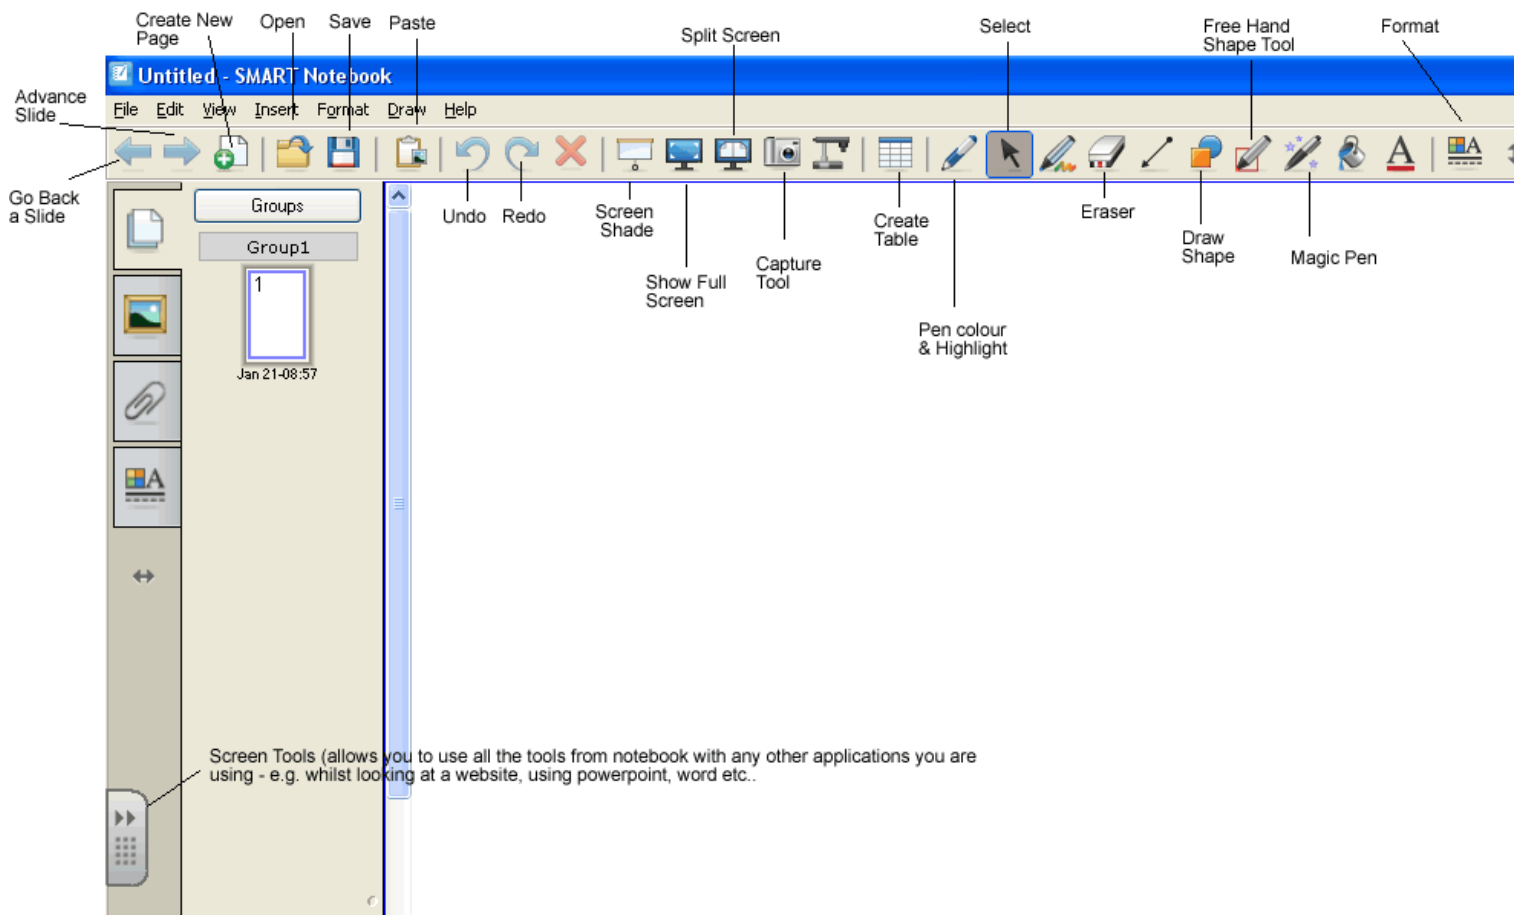 Create New
Page
Open
Save
Paste
Split Screen
Select
Free Hand
Shape Tool
Format
Untitled - SMART Notebook
Advance
Slide
File Edit View Insert Format Draw Help
Go Back
a Slide
Groups
Group1
1
Jan 21-08:57
Undo
Redo
Screen
Shade
Show Full
Screen
Capture
Tool
Create
Table
Pen colour
& Highlight
Eraser
Draw
Shape
Magic Pen
A
A
A
Screen Tools (allows you to use all the tools from notebook with any other applications you are
using - e.g. whilst looking at a website, using powerpoint, word etc..